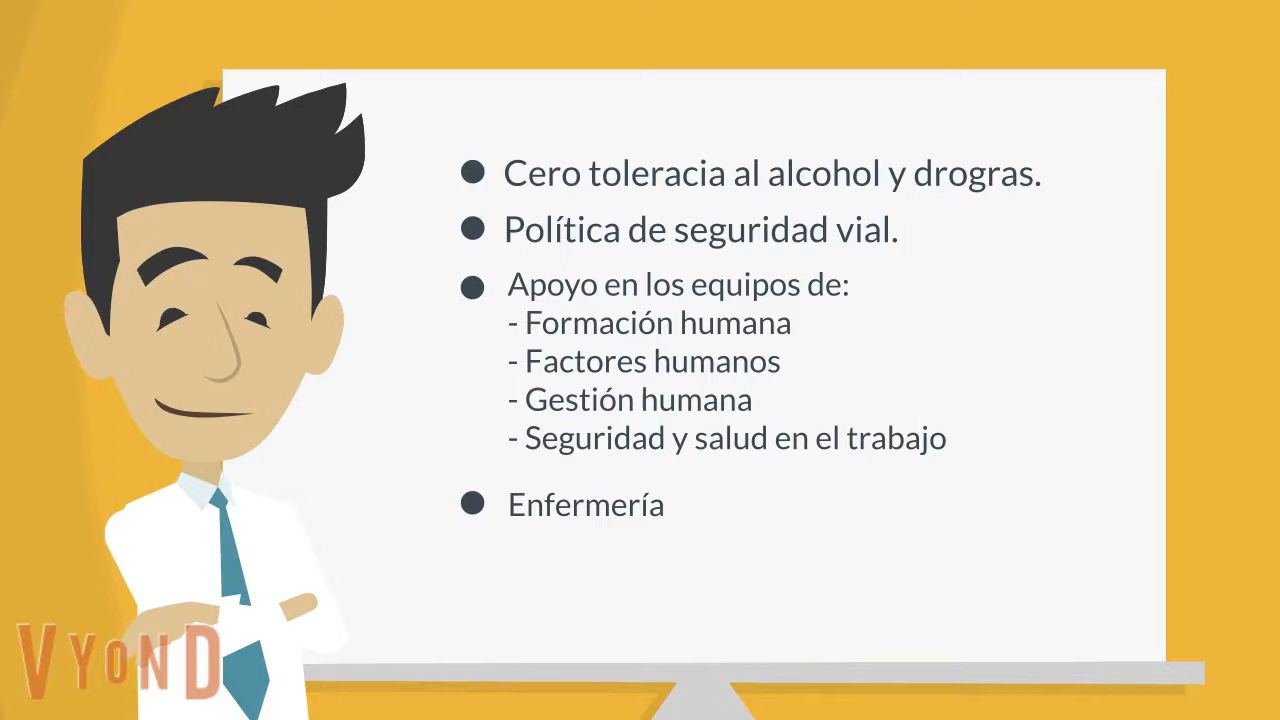 Cero toleracia al alcohol y drogras.
Política de seguridad vial.
Apoyo en los equipos de:
- Formación humana
- Factores humanos
- Gestión humana
- Seguridad y salud en el trabajo
Enfermería
VYOND